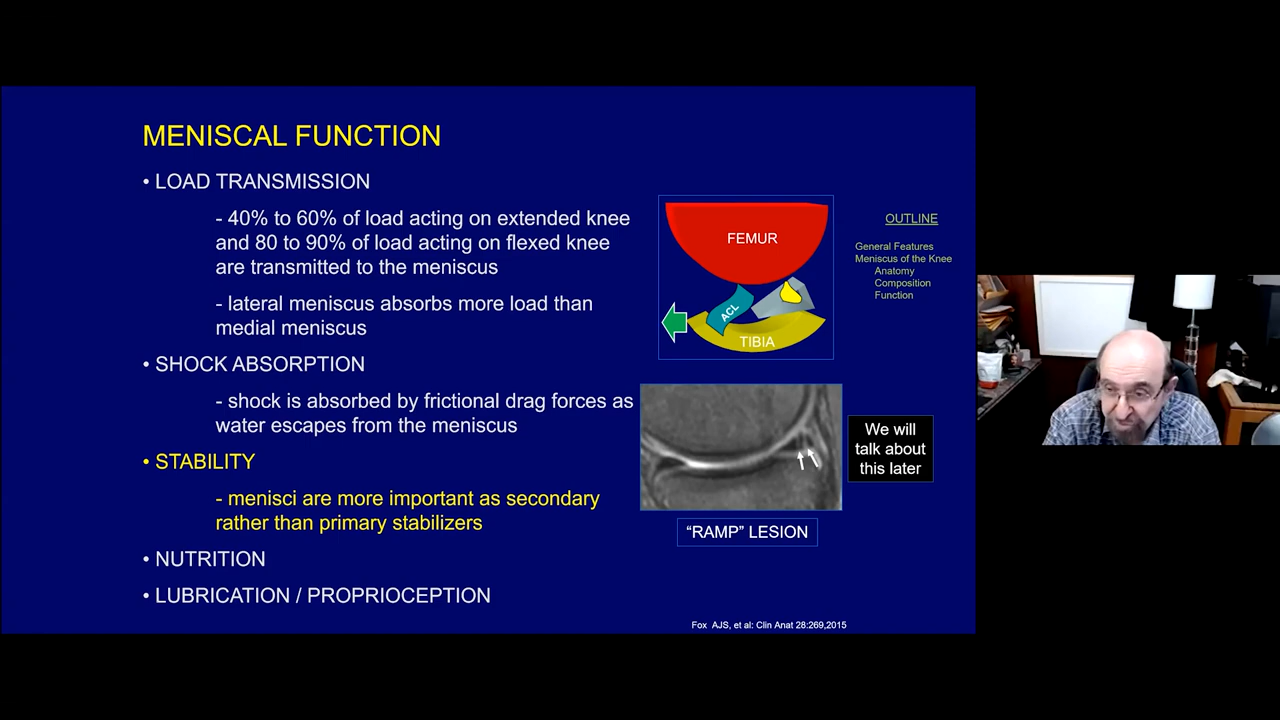 MENISCAL FUNCTION
• LOAD TRANSMISSION
- 40% to 60% of load acting on extended knee
and 80 to 90% of load acting on flexed knee
are transmitted to the meniscus
- lateral meniscus absorbs more load than
medial meniscus
• SHOCK ABSORPTION
- shock is absorbed by frictional drag forces as
water escapes from the meniscus
• STABILITY
- menisci are more important as secondary
rather than primary stabilizers
• NUTRITION
• LUBRICATION / PROPRIOCEPTION
FEMUR
ACL
TIBIA
“RAMP” LESION
We will
talk about
this later
OUTLINE
General Features
Meniscus of the Knee
Anatomy
Composition
Function
Fox AJS, et al: Clin Anat 28:269,2015